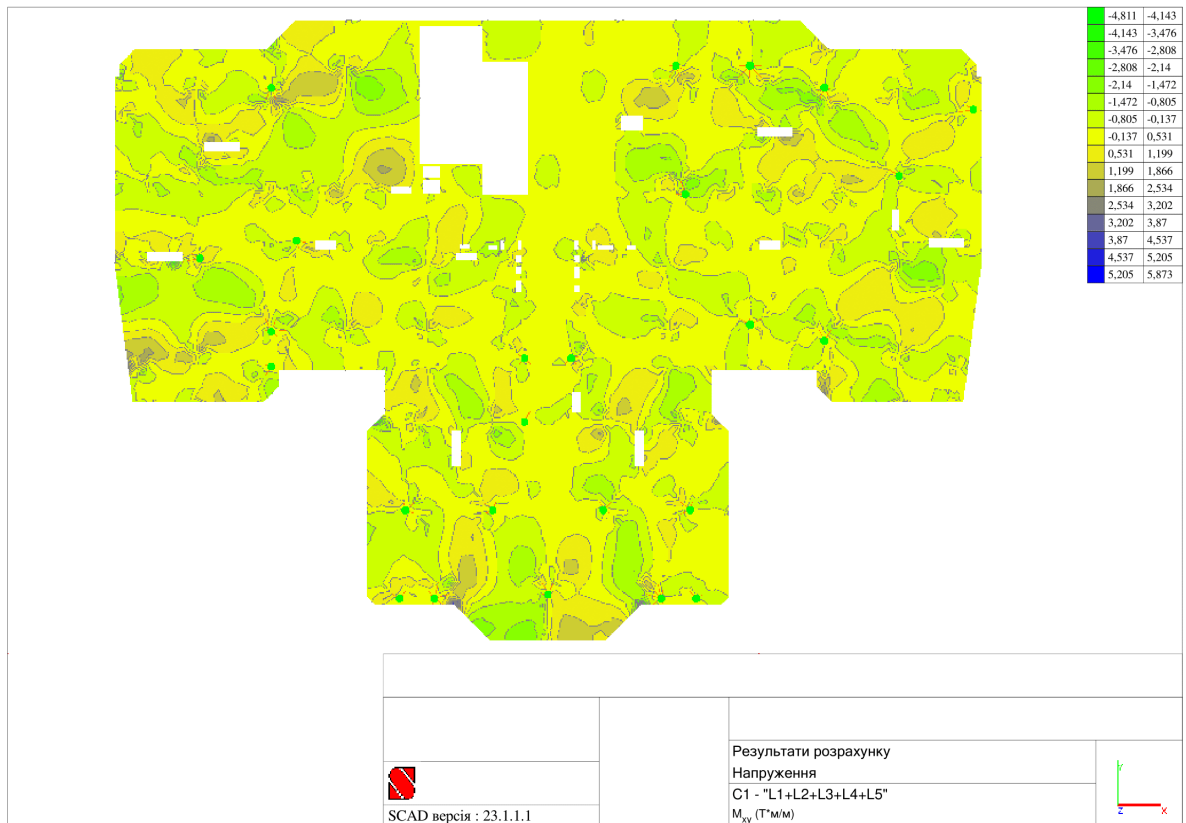 -4,811 -4,143
-4,143 -3,476
-3,476 -2,808
-2,808 -2,14
-2,14 -1,472
-1,472 -0,805
-0,805 -0,137
-0,137 0,531
0,531 1,199
1,199 1,866
1,866 2,534
2,534 3,202
3,202 3,87
3,87 4,537
4,537 5,205
5,205 5,873
Результати розрахунку
Напруження
C1 - "L1+L2+L3+L4+L5"
Mxy (Т*м/м)
SCAD версія : 23.1.1.1
Y
Z X